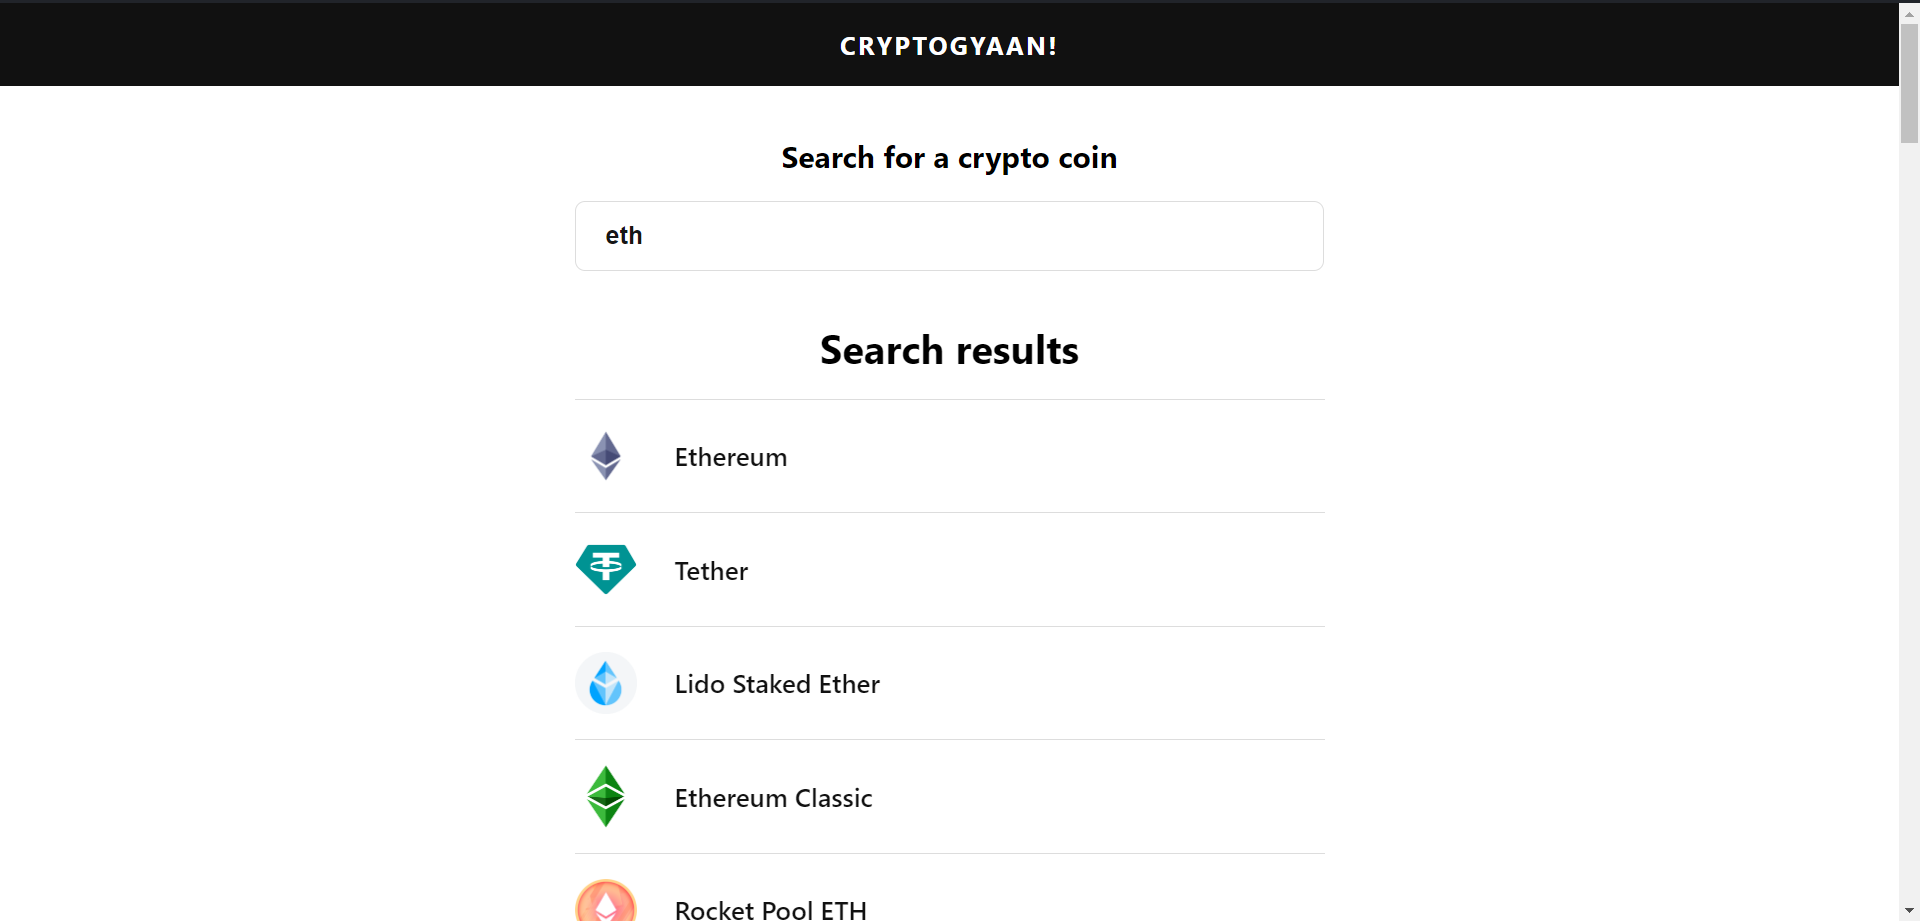 CRYPTOGYAAN!
Search for a crypto coin
eth
Search results
Ethereum
Tether
Lido Staked Ether
Ethereum Classic
Rocket Pool ETH